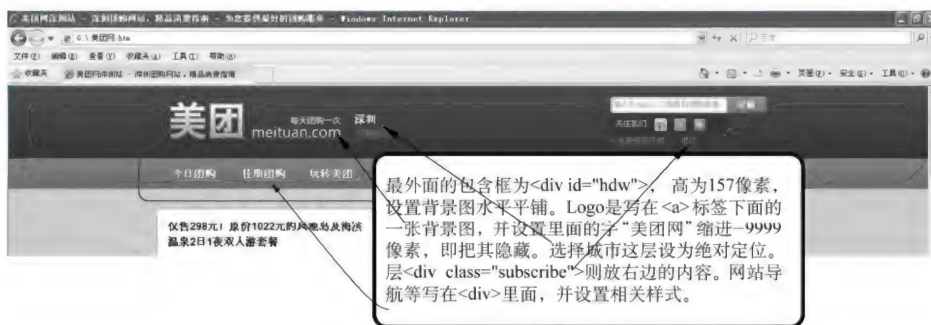 美团网深圳站 - 深圳团购网站，精品消费指南 - 为您提供最好的团购服务 - Windows Internet Explorer
G:\美团网.htm
文件(F) 编辑(E) 查看(V) 收藏夹(A) 工具(T) 帮助(H)
收藏夹 美团网深圳站 - 深圳团购网站，精品消费指南 页面(P) 安全(S) 工具(O)
美团 每天团购一次 深圳
meituan.com
关注我们
今日团购 往期团购 玩转美团
仅售298元！原价1022元的
温泉2日1夜双人游套餐
最外面的包含框为<div id="hdw">，高为157像素，
设置背景图水平平铺。Logo是写在<a>标签下面的
一张背景图，并设置里面的字“美团网”缩进-9999
像素，即把其隐藏。选择城市这层设为绝对定位。
层<div class="subscribe">则放右边的内容。网站导
航等写在<div>里面，并设置相关样式。